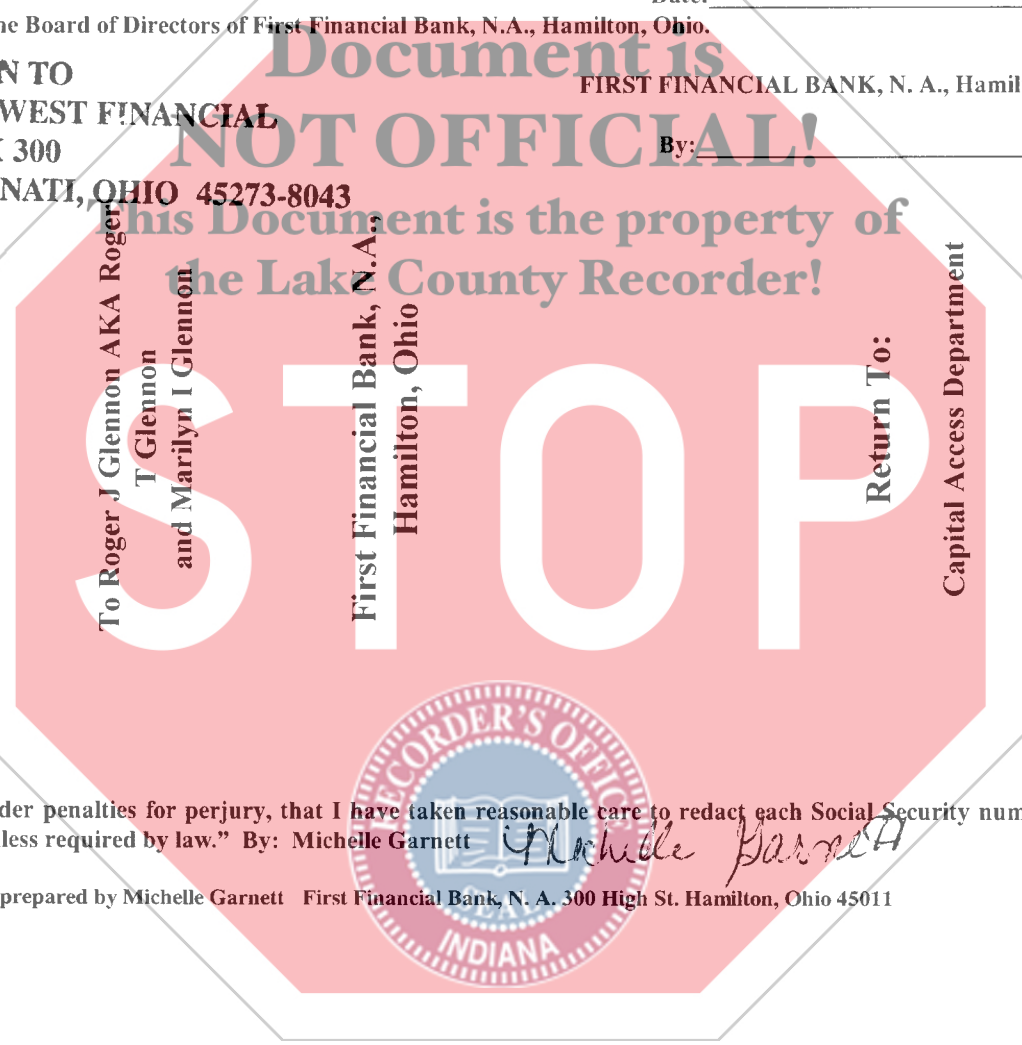 he Board of Directors of First Financial Bank, N.A., Hamilton, Ohio.
N TO
WEST FINANCIAL
300
NATI, OHIO 45273-8043
FIRST FINANCIAL BANK, N. A., Hamil
By:
Document is
NOT OFFICIAL!
This Document is the property of
the Lake County Recorder!
To Roger J Glennon AKA Roger
T Glennon
and Marilyn I Glennon
First Financial Bank, N.A.,
Hamilton, Ohio
Return To:
Capital Access Department
STOP
der penalties for perjury, that I have taken reasonable care to redact each Social Security num
less required by law.” By: Michelle Garnett Michelle Garnett
prepared by Michelle Garnett First Financial Bank, N. A. 300 High St. Hamilton, Ohio 45011
RECORDER'S OFFICE
SEAL
INDIANA